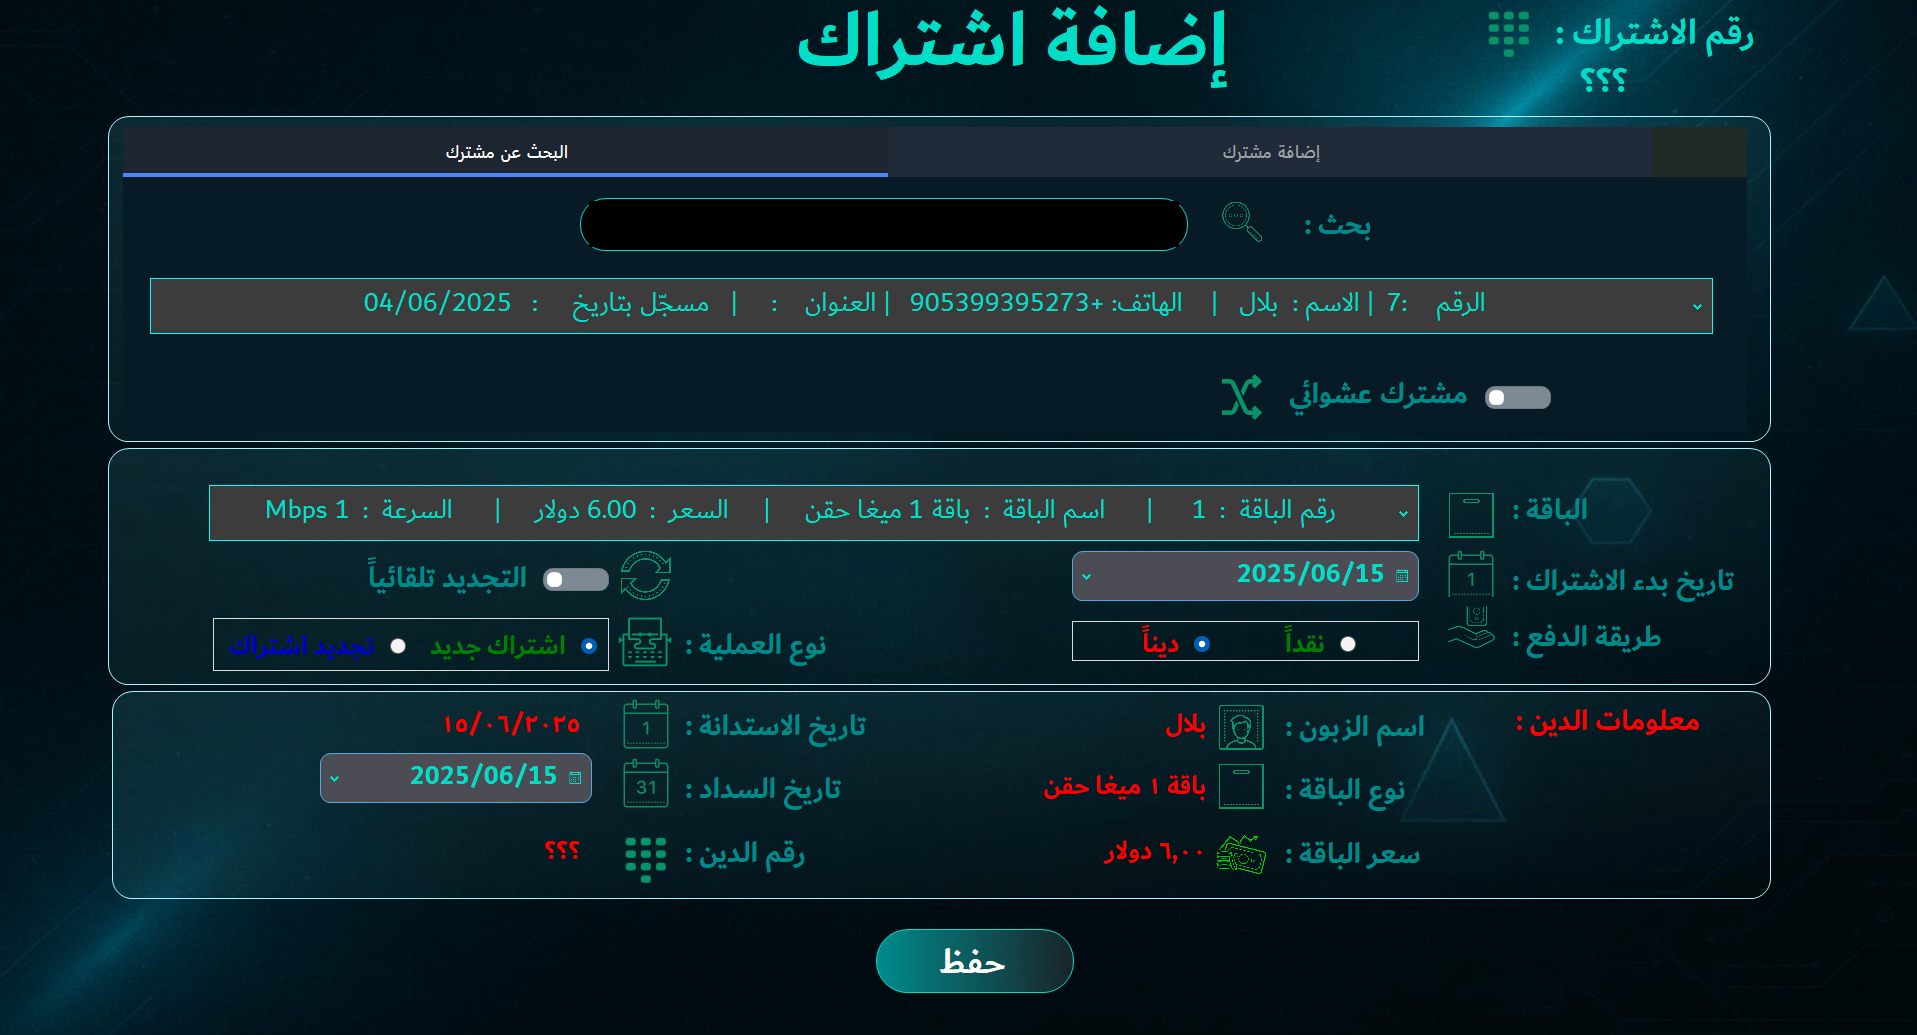 رقم الاشتراك :
؟؟؟
إضافة اشتراك
إضافة مشترك
البحث عن مشترك
بحث :
الرقم :7 | الاسم : بلال | الهاتف: +905399395273 | العنوان : | مسجّل بتاريخ : 04/06/2025
مشترك عشوائي
الباقة :
رقم الباقة : 1 | اسم الباقة : باقة 1 ميغا حقن | السعر : 6.00 دولار | السرعة : 1 Mbps
تاريخ بدء الاشتراك :
1
2025/06/15
التجديد تلقائياً
طريقة الدفع :
نقداً
ديناً
نوع العملية :
اشتراك جديد
تجديد اشتراك
معلومات الدين :
اسم الزبون :
بلال
تاريخ الاستدانة :
1
١٥/٠٦/٢٠٢٥
نوع الباقة :
باقة ١ ميغا حقن
تاريخ السداد :
31
2025/06/15
سعر الباقة :
٦,٠٠ دولار
رقم الدين :
؟؟؟
حفظ